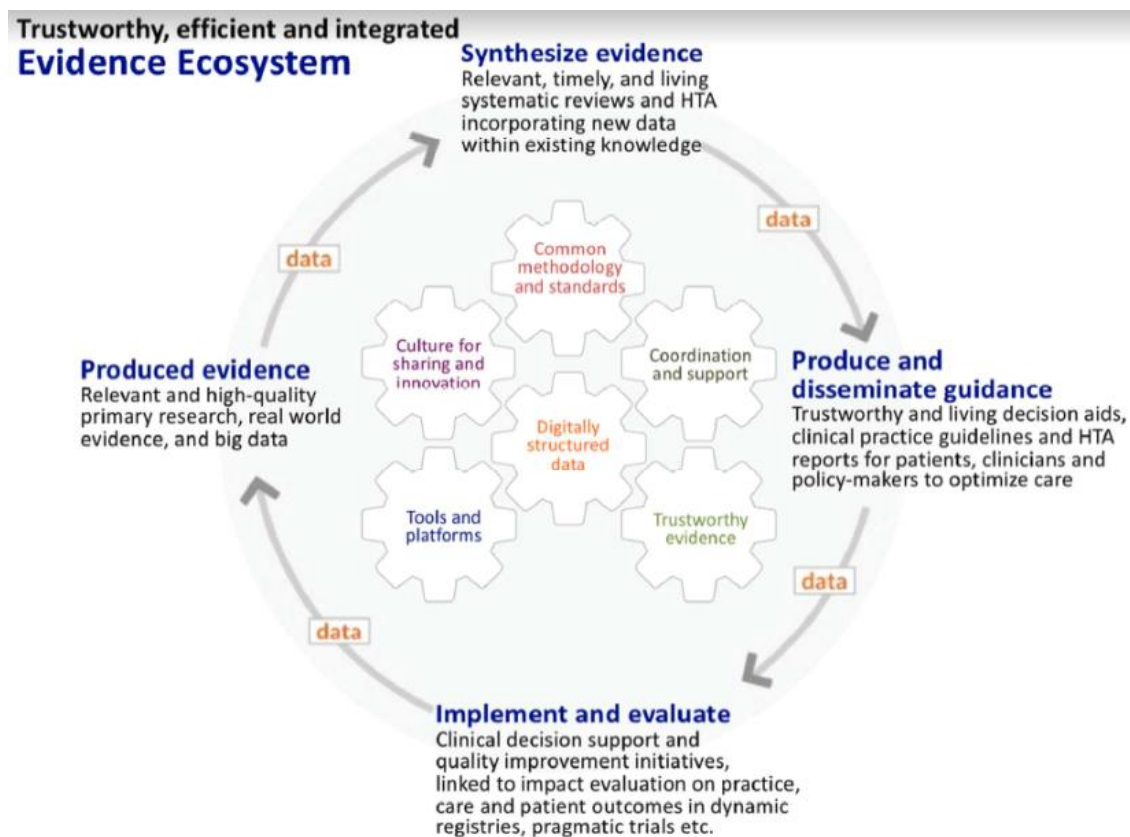 Trustworthy, efficient and integrated
Evidence Ecosystem
Synthesize evidence
Relevant, timely, and living
systematic reviews and HTA
incorporating new data
within existing knowledge
data
data
Common
methodology
and standards
Culture for
sharing and
innovation
Coordination
and support
Produced evidence
Relevant and high-quality
primary research, real world
evidence, and big data
Produce and
disseminate guidance
Trustworthy and living decision aids,
clinical practice guidelines and HTA
reports for patients, clinicians and
policy-makers to optimize care
Digitally
structured
data
Tools and
platforms
Trustworthy
evidence
data
data
Implement and evaluate
Clinical decision support and
quality improvement initiatives,
linked to impact evaluation on practice,
care and patient outcomes in dynamic
registries, pragmatic trials etc.